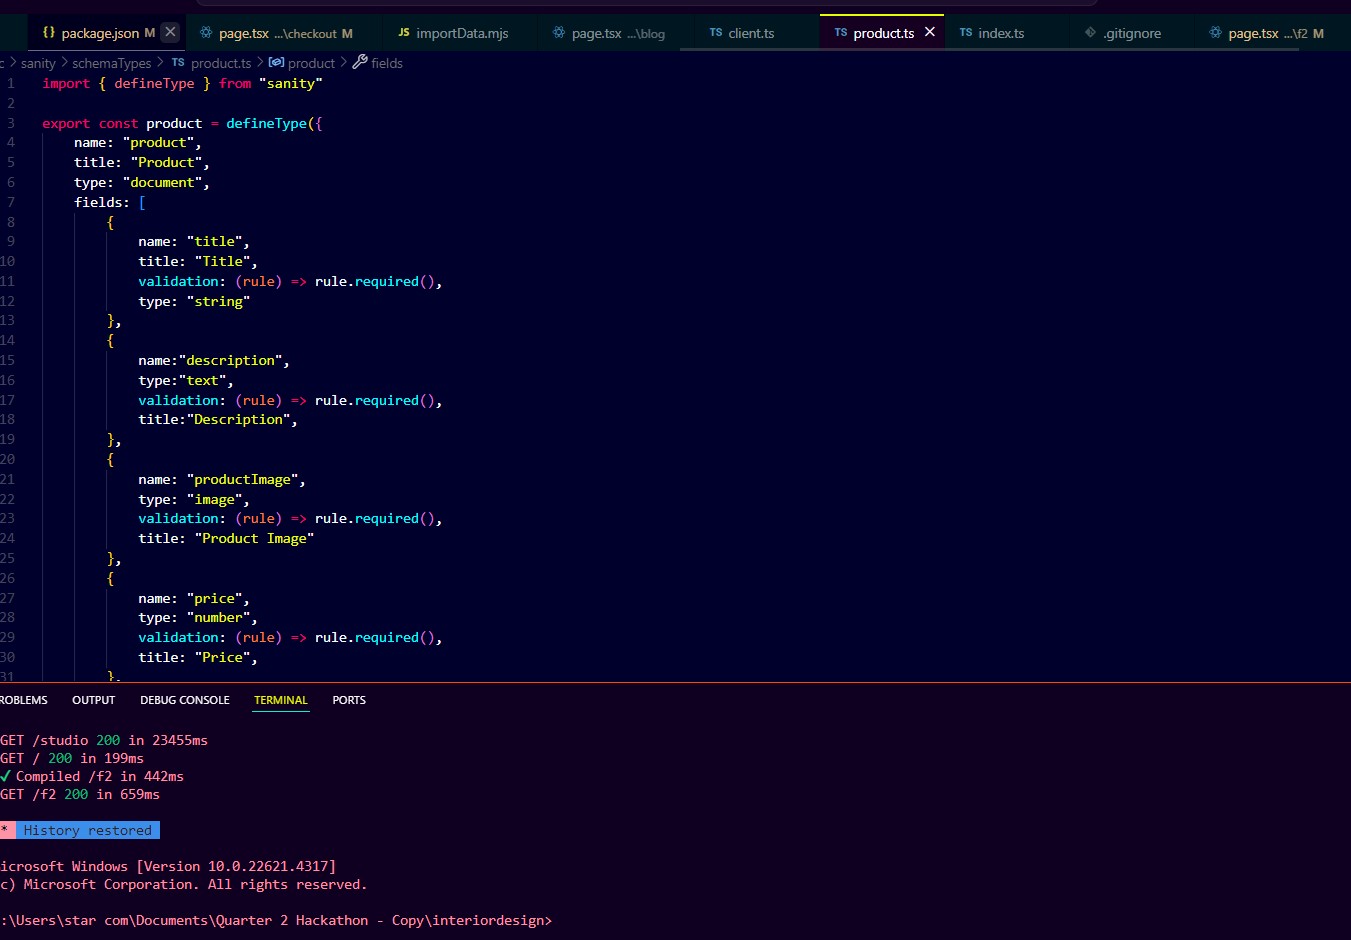 {} package.json M ✕ page.tsx ...\checkout M JS importData.mjs page.tsx ...\blog TS client.ts TS product.ts ✕ TS index.ts .gitignore page.tsx ...\f2 M
c > sanity > schemaTypes > TS product.ts > product > fields
1 import { defineType } from "sanity"
2
3 export const product = defineType({
4 name: "product",
5 title: "Product",
6 type: "document",
7 fields: [
8 {
9 name: "title",
10 title: "Title",
11 validation: (rule) => rule.required(),
12 type: "string"
13 },
14 {
15 name:"description",
16 type:"text",
17 validation: (rule) => rule.required(),
18 title:"Description",
19 },
20 {
21 name: "productImage",
22 type: "image",
23 validation: (rule) => rule.required(),
24 title: "Product Image"
25 },
26 {
27 name: "price",
28 type: "number",
29 validation: (rule) => rule.required(),
30 title: "Price",
31 },
ROBLEMS OUTPUT DEBUG CONSOLE TERMINAL PORTS
GET /studio 200 in 23455ms
GET / 200 in 199ms
✓ Compiled /f2 in 442ms
GET /f2 200 in 659ms
* History restored
icrosoft Windows [Version 10.0.22621.4317]
c) Microsoft Corporation. All rights reserved.
:\Users\star com\Documents\Quarter 2 Hackathon - Copy\interiordesign>